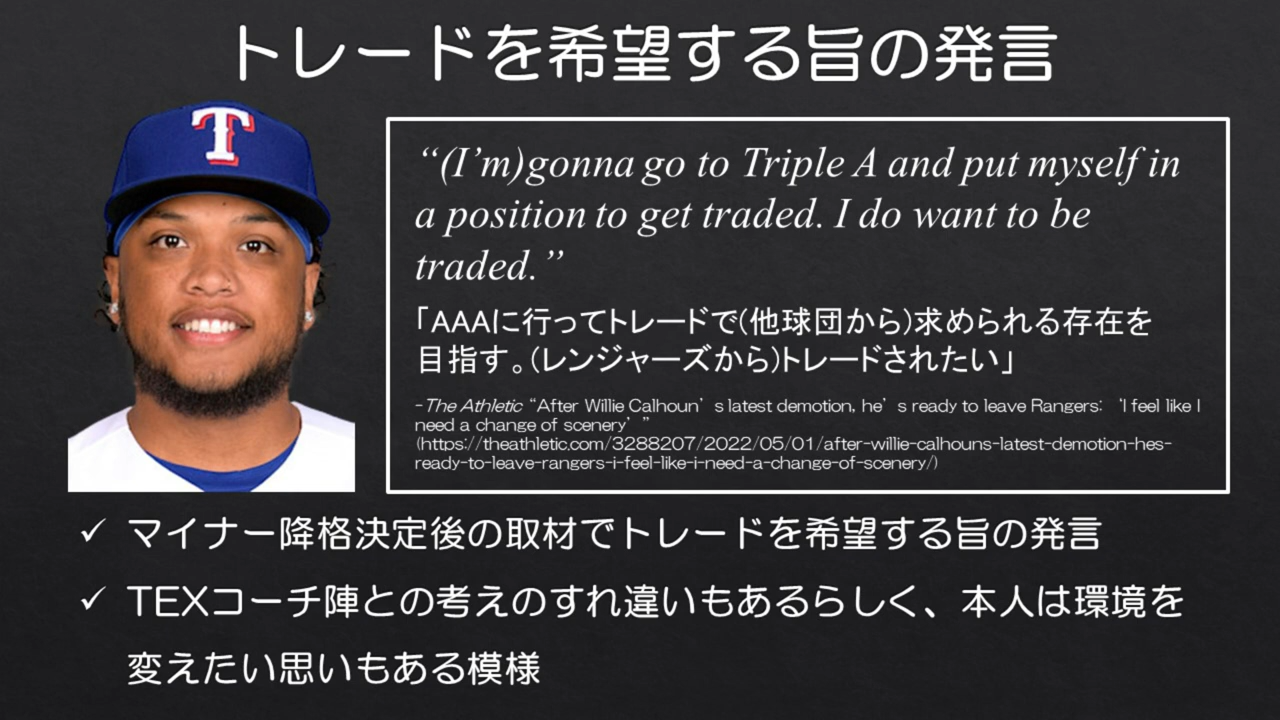 トレードを希望する旨の発言
T
“(I’m)gonna go to Triple A and put myself in
a position to get traded. I do want to be
traded.”
「AAAに行ってトレードで(他球団から)求められる存在を
目指す。(レンジャーズから)トレードされたい」
-The Athletic “After Willie Calhoun’s latest demotion, he’s ready to leave Rangers: ‘I feel like I
need a change of scenery’”
(https://theathletic.com/3288207/2022/05/01/after-willie-calhouns-latest-demotion-hes-
ready-to-leave-rangers-i-feel-like-i-need-a-change-of-scenery/)
✓ マイナー降格決定後の取材でトレードを希望する旨の発言
✓ TEXコーチ陣との考えのすれ違いもあるらしく、本人は環境を
変えたい思いもある模様